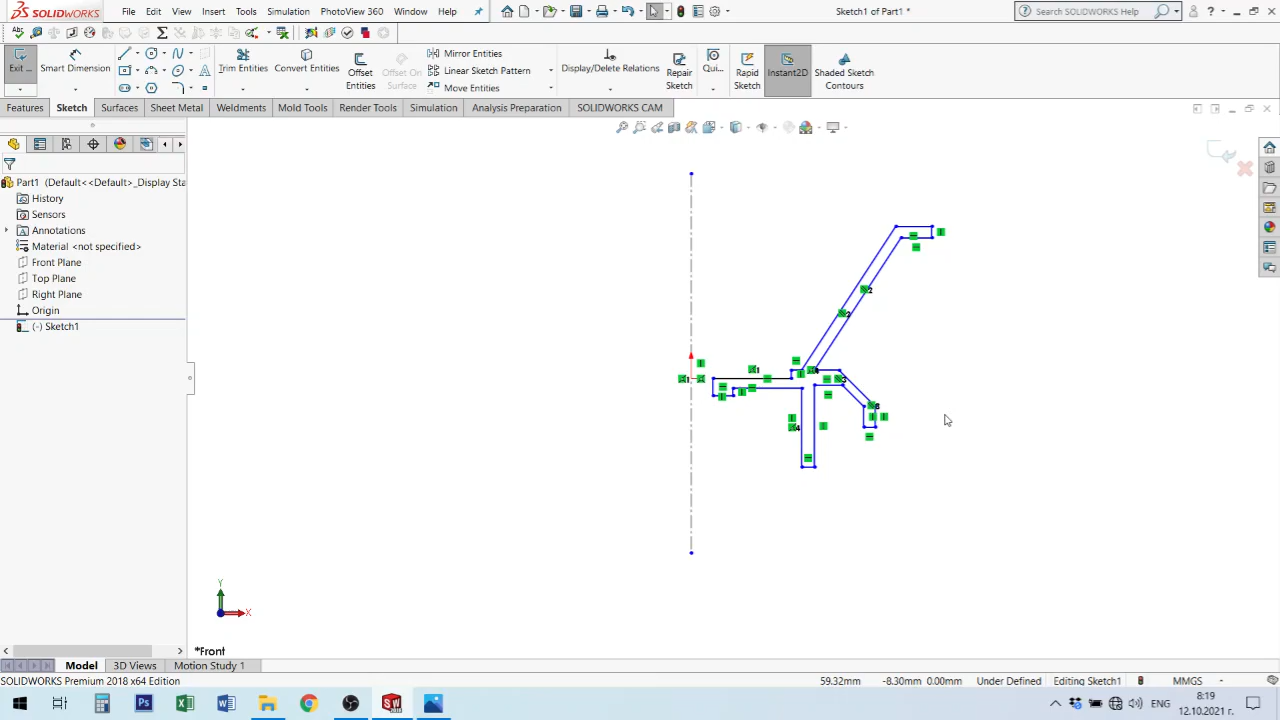 SOLIDWORKS File Edit View Insert Tools Simulation PhotoView 360 Window Help Sketch1 of Part1 * Search SOLIDWORKS Help
Exit ... Smart Dimension Trim Entities Convert Entities Offset Entities Offset On Surface Mirror Entities Linear Sketch Pattern Move Entities Display/Delete Relations Repair Sketch Qui... Rapid Sketch Instant2D Shaded Sketch Contours
Features Sketch Surfaces Sheet Metal Weldments Mold Tools Render Tools Simulation Analysis Preparation SOLIDWORKS CAM
Part1 (Default<<Default>_Display Sta
History
Sensors
Annotations
Material <not specified>
Front Plane
Top Plane
Right Plane
Origin
(-) Sketch1
Y
X
*Front
Model 3D Views Motion Study 1
SOLIDWORKS Premium 2018 x64 Edition 59.32mm -8.30mm 0.00mm Under Defined Editing Sketch1 MMGS
ENG 8:19
12.10.2021 г.